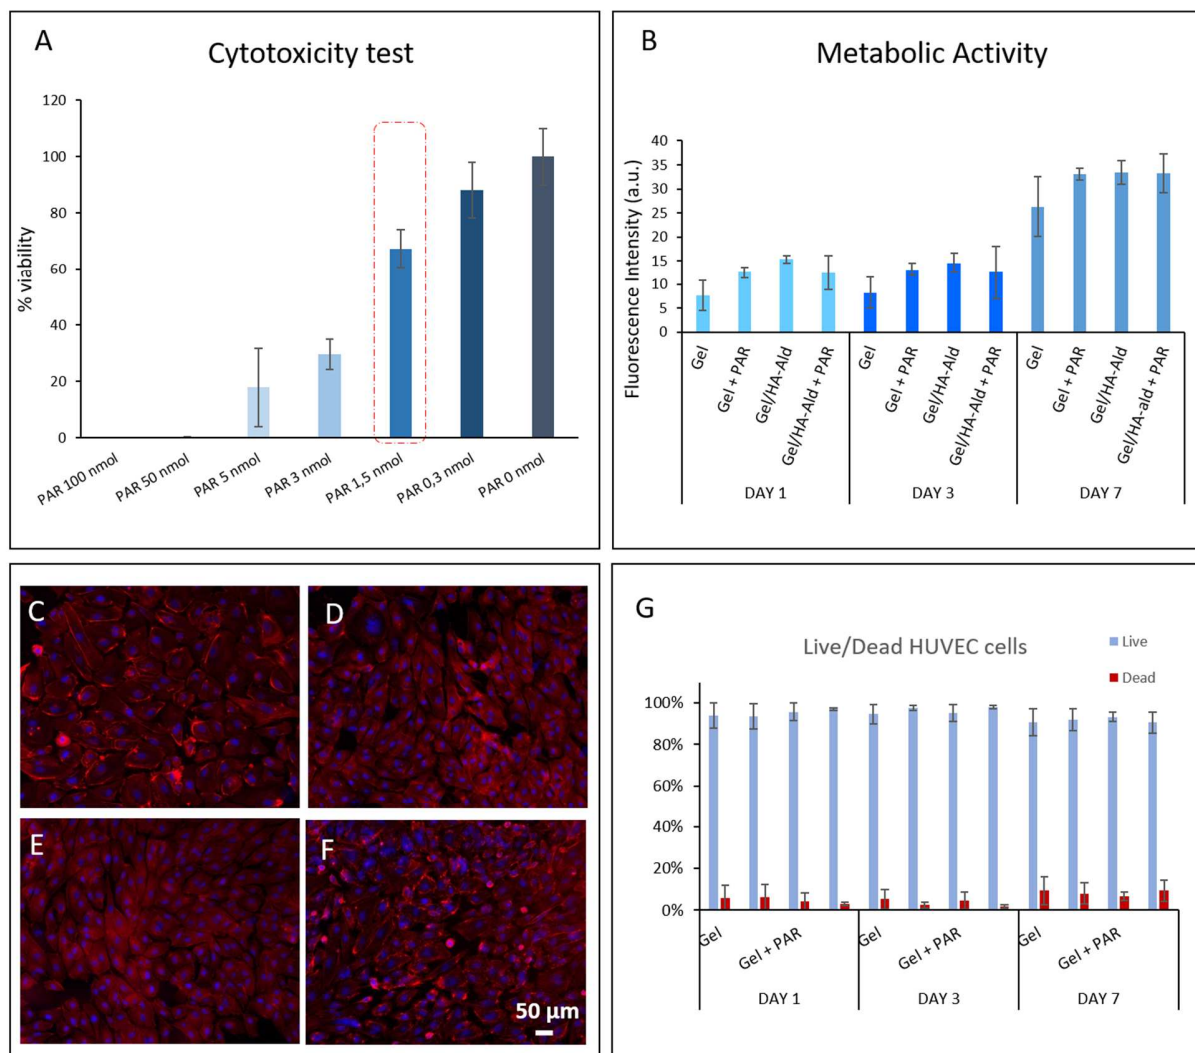 A
Cytotoxicity test
% viability
120
100
80
60
40
20
0
PAR 100 nmol
PAR 50 nmol
PAR 5 nmol
PAR 3 nmol
PAR 1,5 nmol
PAR 0,3 nmol
PAR 0 nmol
B
Metabolic Activity
Fluorescence Intensity (a.u.)
40
35
30
25
20
15
10
5
0
Gel
Gel + PAR
Gel/HA-Ald
Gel/HA-Ald + PAR
Gel
Gel + PAR
Gel/HA-Ald
Gel/HA-Ald + PAR
Gel
Gel + PAR
Gel/HA-Ald
Gel/HA-ald + PAR
DAY 1
DAY 3
DAY 7
C
D
E
F
50 µm
G
Live/Dead HUVEC cells
Live
Dead
100%
80%
60%
40%
20%
0%
Gel
Gel + PAR
Gel
Gel + PAR
Gel
Gel + PAR
DAY 1
DAY 3
DAY 7